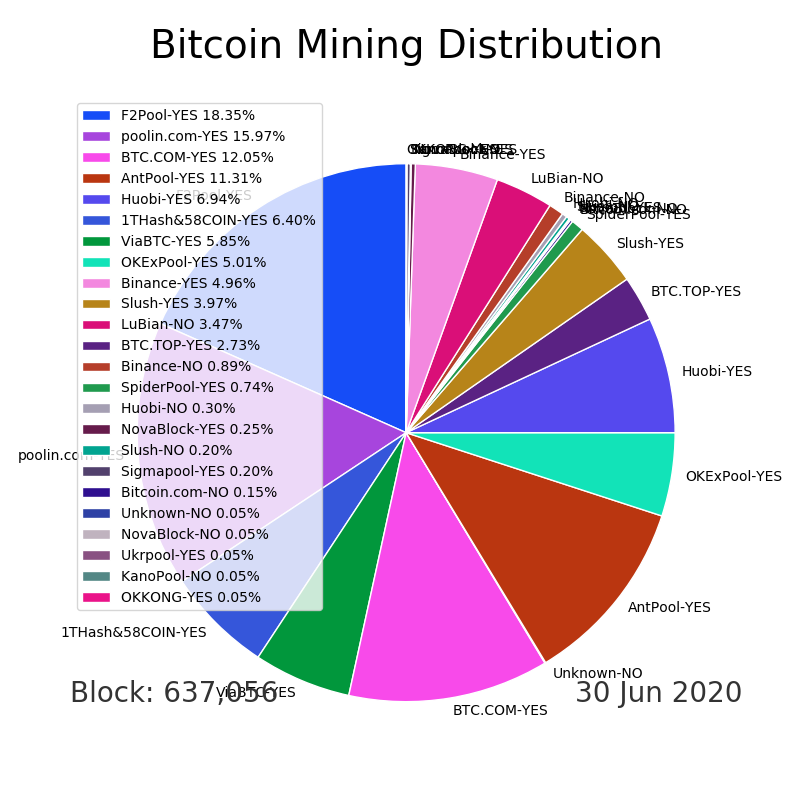 Bitcoin Mining Distribution
F2Pool-YES 18.35%
poolin.com-YES 15.97%
BTC.COM-YES 12.05%
AntPool-YES 11.31%
Huobi-YES 6.94%
1THash&58COIN-YES 6.40%
ViaBTC-YES 5.85%
OKExPool-YES 5.01%
Binance-YES 4.96%
Slush-YES 3.97%
LuBian-NO 3.47%
BTC.TOP-YES 2.73%
Binance-NO 0.89%
SpiderPool-YES 0.74%
Huobi-NO 0.30%
NovaBlock-YES 0.25%
Slush-NO 0.20%
Sigmapool-YES 0.20%
Bitcoin.com-NO 0.15%
Unknown-NO 0.05%
NovaBlock-NO 0.05%
Ukrpool-YES 0.05%
KanoPool-NO 0.05%
OKKONG-YES 0.05%
Binance-YES
LuBian-NO
Binance-NO
SpiderPool-YES
Slush-YES
BTC.TOP-YES
Huobi-YES
OKExPool-YES
AntPool-YES
Unknown-NO
BTC.COM-YES
ViaBTC-YES
1THash&58COIN-YES
poolin.com-YES
F2Pool-YES
Block: 637,056
30 Jun 2020